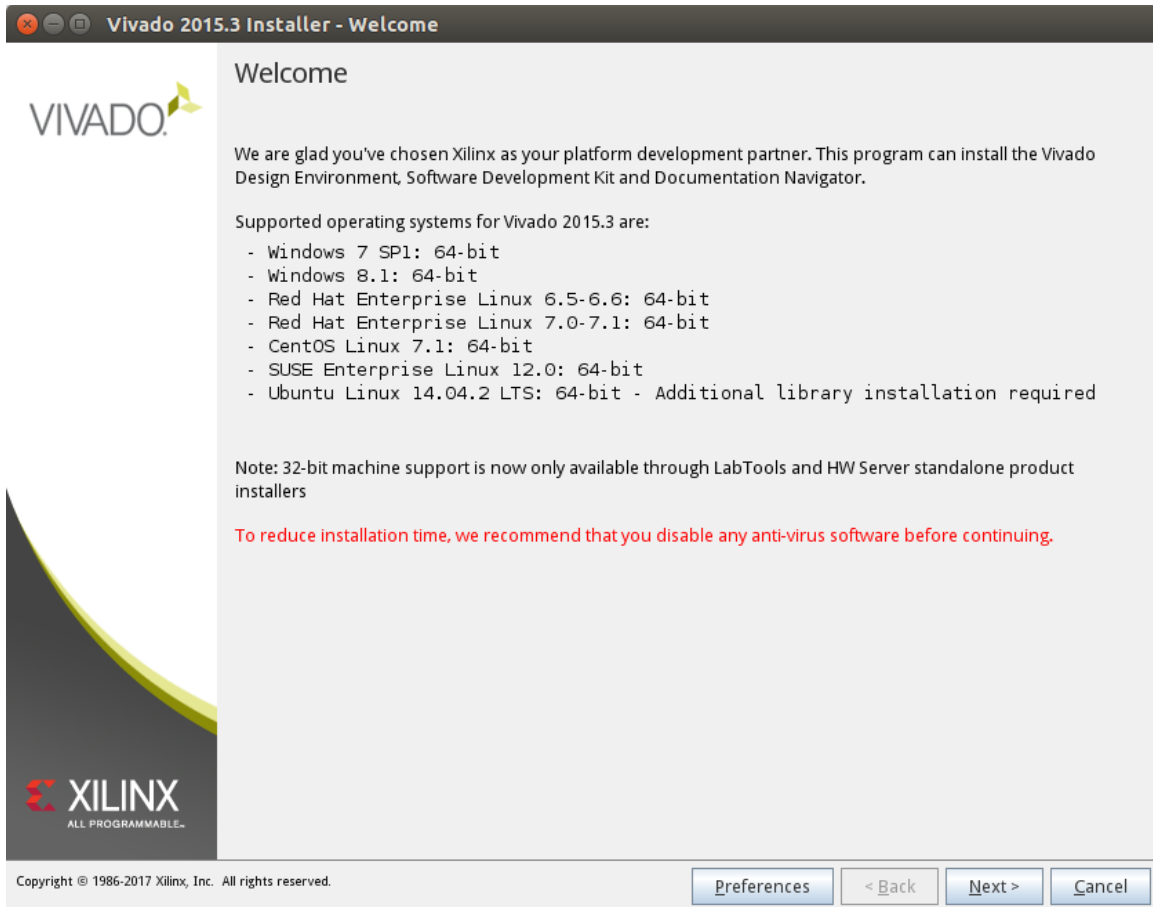 Vivado 2015.3 Installer - Welcome
VIVADO.
Welcome
We are glad you've chosen Xilinx as your platform development partner. This program can install the Vivado
Design Environment, Software Development Kit and Documentation Navigator.
Supported operating systems for Vivado 2015.3 are:
- Windows 7 SP1: 64-bit
- Windows 8.1: 64-bit
- Red Hat Enterprise Linux 6.5-6.6: 64-bit
- Red Hat Enterprise Linux 7.0-7.1: 64-bit
- CentOS Linux 7.1: 64-bit
- SUSE Enterprise Linux 12.0: 64-bit
- Ubuntu Linux 14.04.2 LTS: 64-bit - Additional library installation required
Note: 32-bit machine support is now only available through LabTools and HW Server standalone product
installers
To reduce installation time, we recommend that you disable any anti-virus software before continuing.
XILINX
ALL PROGRAMMABLE™
Copyright © 1986-2017 Xilinx, Inc. All rights reserved.
Preferences
< Back
Next >
Cancel